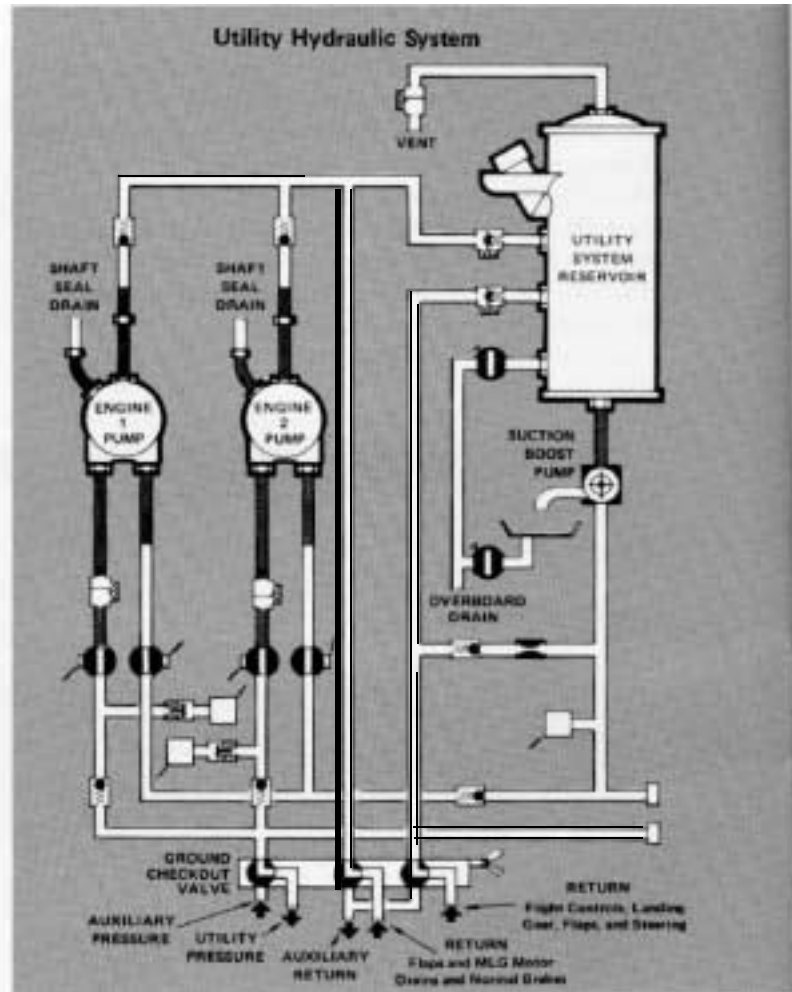 Utility Hydraulic System
VENT
UTILITY
SYSTEM
RESERVOIR
SHAFT
SEAL
DRAIN
SHAFT
SEAL
DRAIN
ENGINE
1
PUMP
ENGINE
2
PUMP
SUCTION
BOOST
PUMP
OVERBOARD
DRAIN
GROUND
CHECKOUT
VALVE
AUXILIARY
PRESSURE
UTILITY
PRESSURE
AUXILIARY
RETURN
RETURN
Flaps and MLG Motor
Drains and Normal Brakes
RETURN
Flight Controls, Landing
Gear, Flaps, and Steering